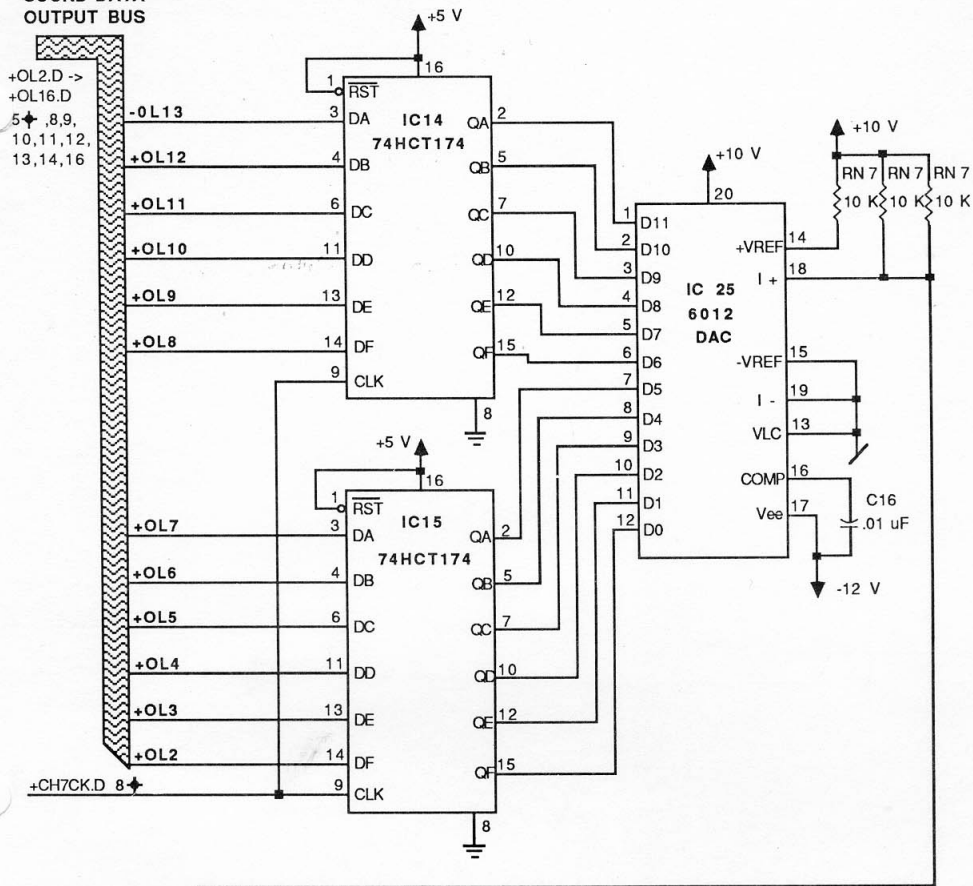 OUTPUT BUS
+OL2.D ->
+OL16.D
5 ,8,9,
10,11,12,
13,14,16
-0L13
+OL12
+OL11
+OL10
+OL9
+OL8
+5 V
16
1
RST
3 DA
4 DB
6 DC
11 DD
13 DE
14 DF
9 CLK
IC14
74HCT174
QA 2
QB 5
QC 7
QD 10
QE 12
QF 15
8
+OL7
+OL6
+OL5
+OL4
+OL3
+OL2
+CH7CK.D 8
+5 V
16
1
RST
3 DA
4 DB
6 DC
11 DD
13 DE
14 DF
9 CLK
IC15
74HCT174
QA 2
QB 5
QC 7
QD 10
QE 12
QF 15
8
+10 V
20
1 D11
2 D10
3 D9
4 D8
5 D7
6 D6
7 D5
8 D4
9 D3
10 D2
11 D1
12 D0
IC 25
6012
DAC
+VREF 14
I + 18
-VREF 15
I - 19
VLC 13
COMP 16
Vee 17
+10 V
RN 7 RN 7 RN 7
10 K 10 K 10 K
C16
.01 uF
-12 V